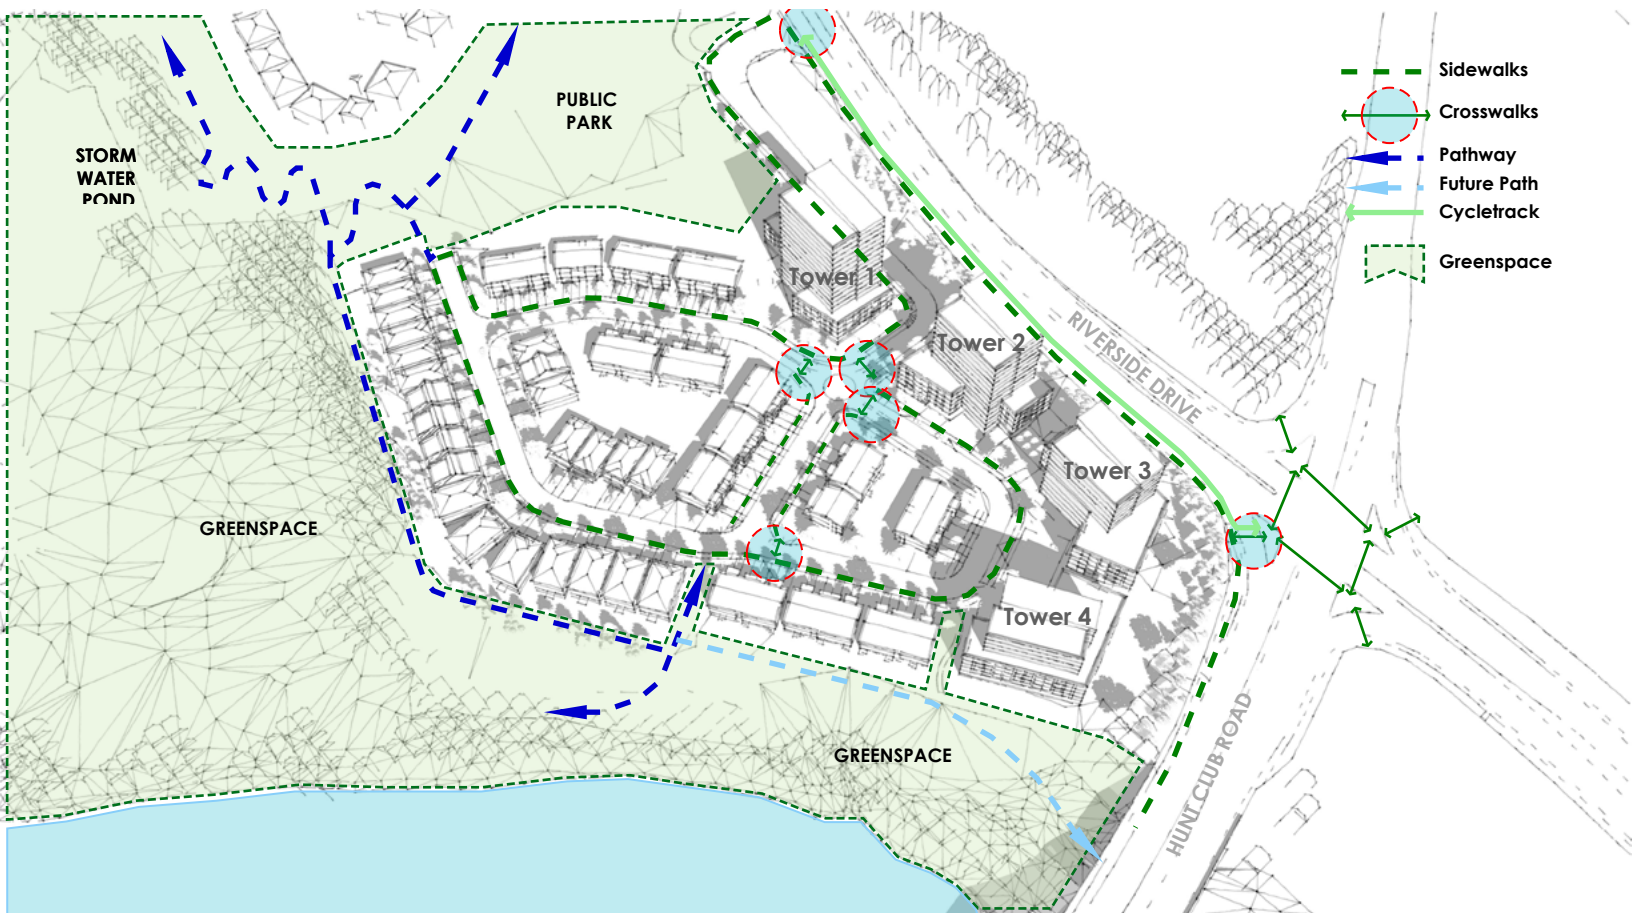 PUBLIC
PARK
STORM
WATER
POND
Sidewalks
Crosswalks
Pathway
Future Path
Cycletrack
Greenspace
Tower 1
Tower 2
RIVERSIDE DRIVE
Tower 3
GREENSPACE
Tower 4
GREENSPACE
HUNT CLUB ROAD